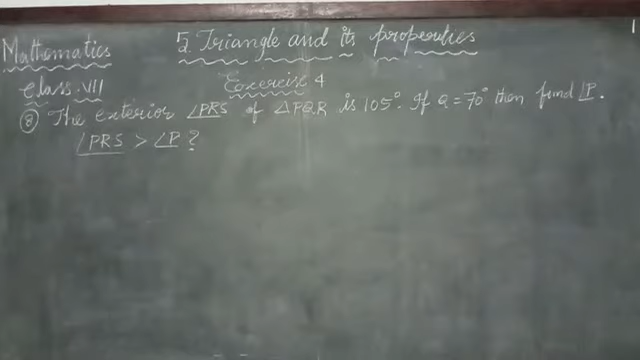 1
Mathematics
5. Triangle and its properties
Class VII
Exercise 4
8 The exterior ∠PRS of △PQR is 105°. If Q = 70° then find ∠P.
∠PRS > ∠P ?